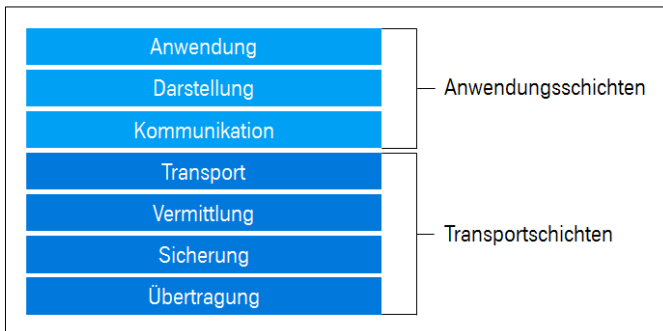 Anwendung
Darstellung
Kommunikation
Anwendungsschichten
Transport
Vermittlung
Sicherung
Übertragung
Transportschichten